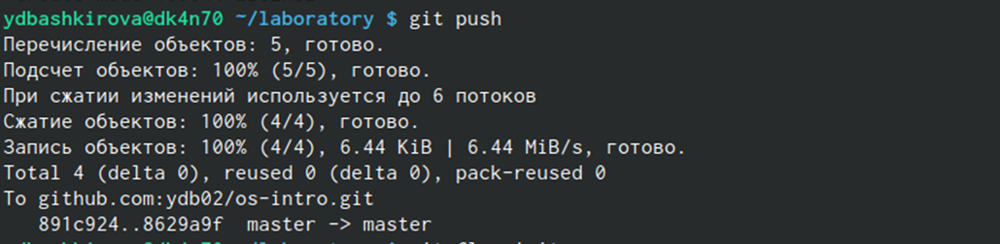 ydbashkirova@dk4n70 ~/laboratory $ git push
Перечисление объектов: 5, готово.
Подсчет объектов: 100% (5/5), готово.
При сжатии изменений используется до 6 потоков
Сжатие объектов: 100% (4/4), готово.
Запись объектов: 100% (4/4), 6.44 KiB | 6.44 MiB/s, готово.
Total 4 (delta 0), reused 0 (delta 0), pack-reused 0
To github.com:ydb02/os-intro.git
   891c924..8629a9f  master -> master